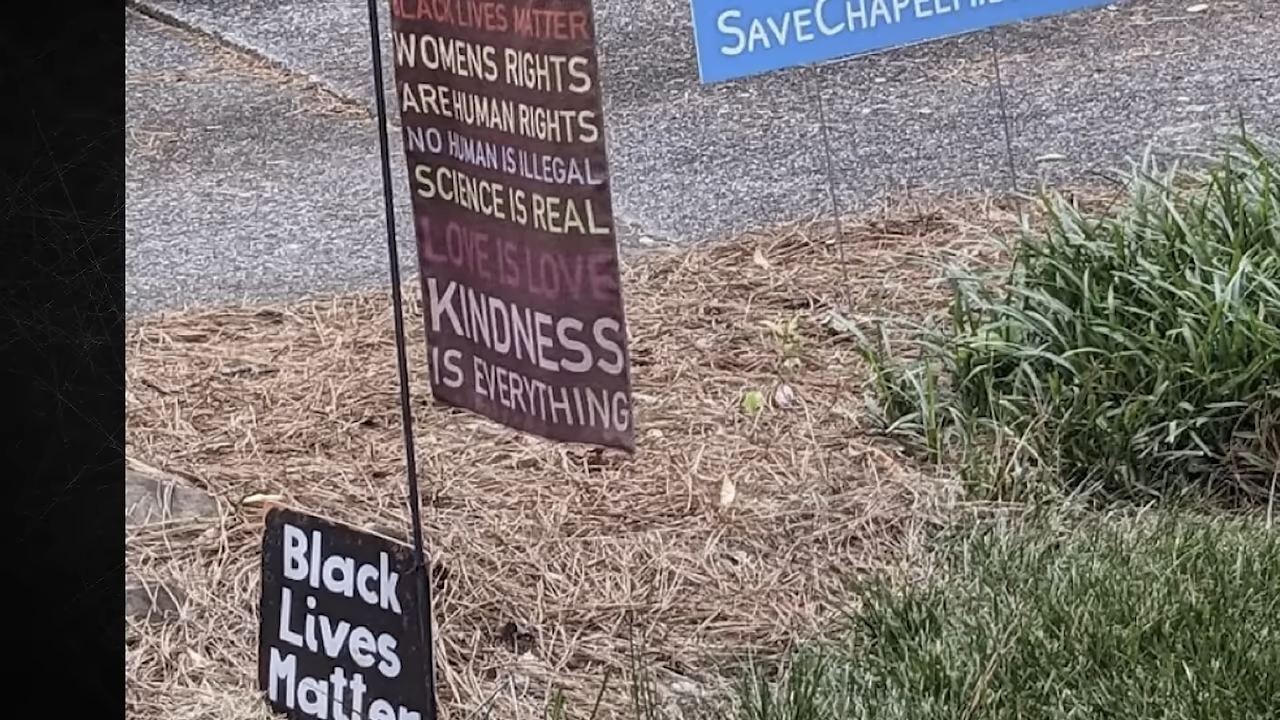 BLACK LIVES MATTER
WOMENS RIGHTS
ARE HUMAN RIGHTS
NO HUMAN IS ILLEGAL
SCIENCE IS REAL
LOVE IS LOVE
KINDNESS
IS EVERYTHING
Black
Lives
Matter